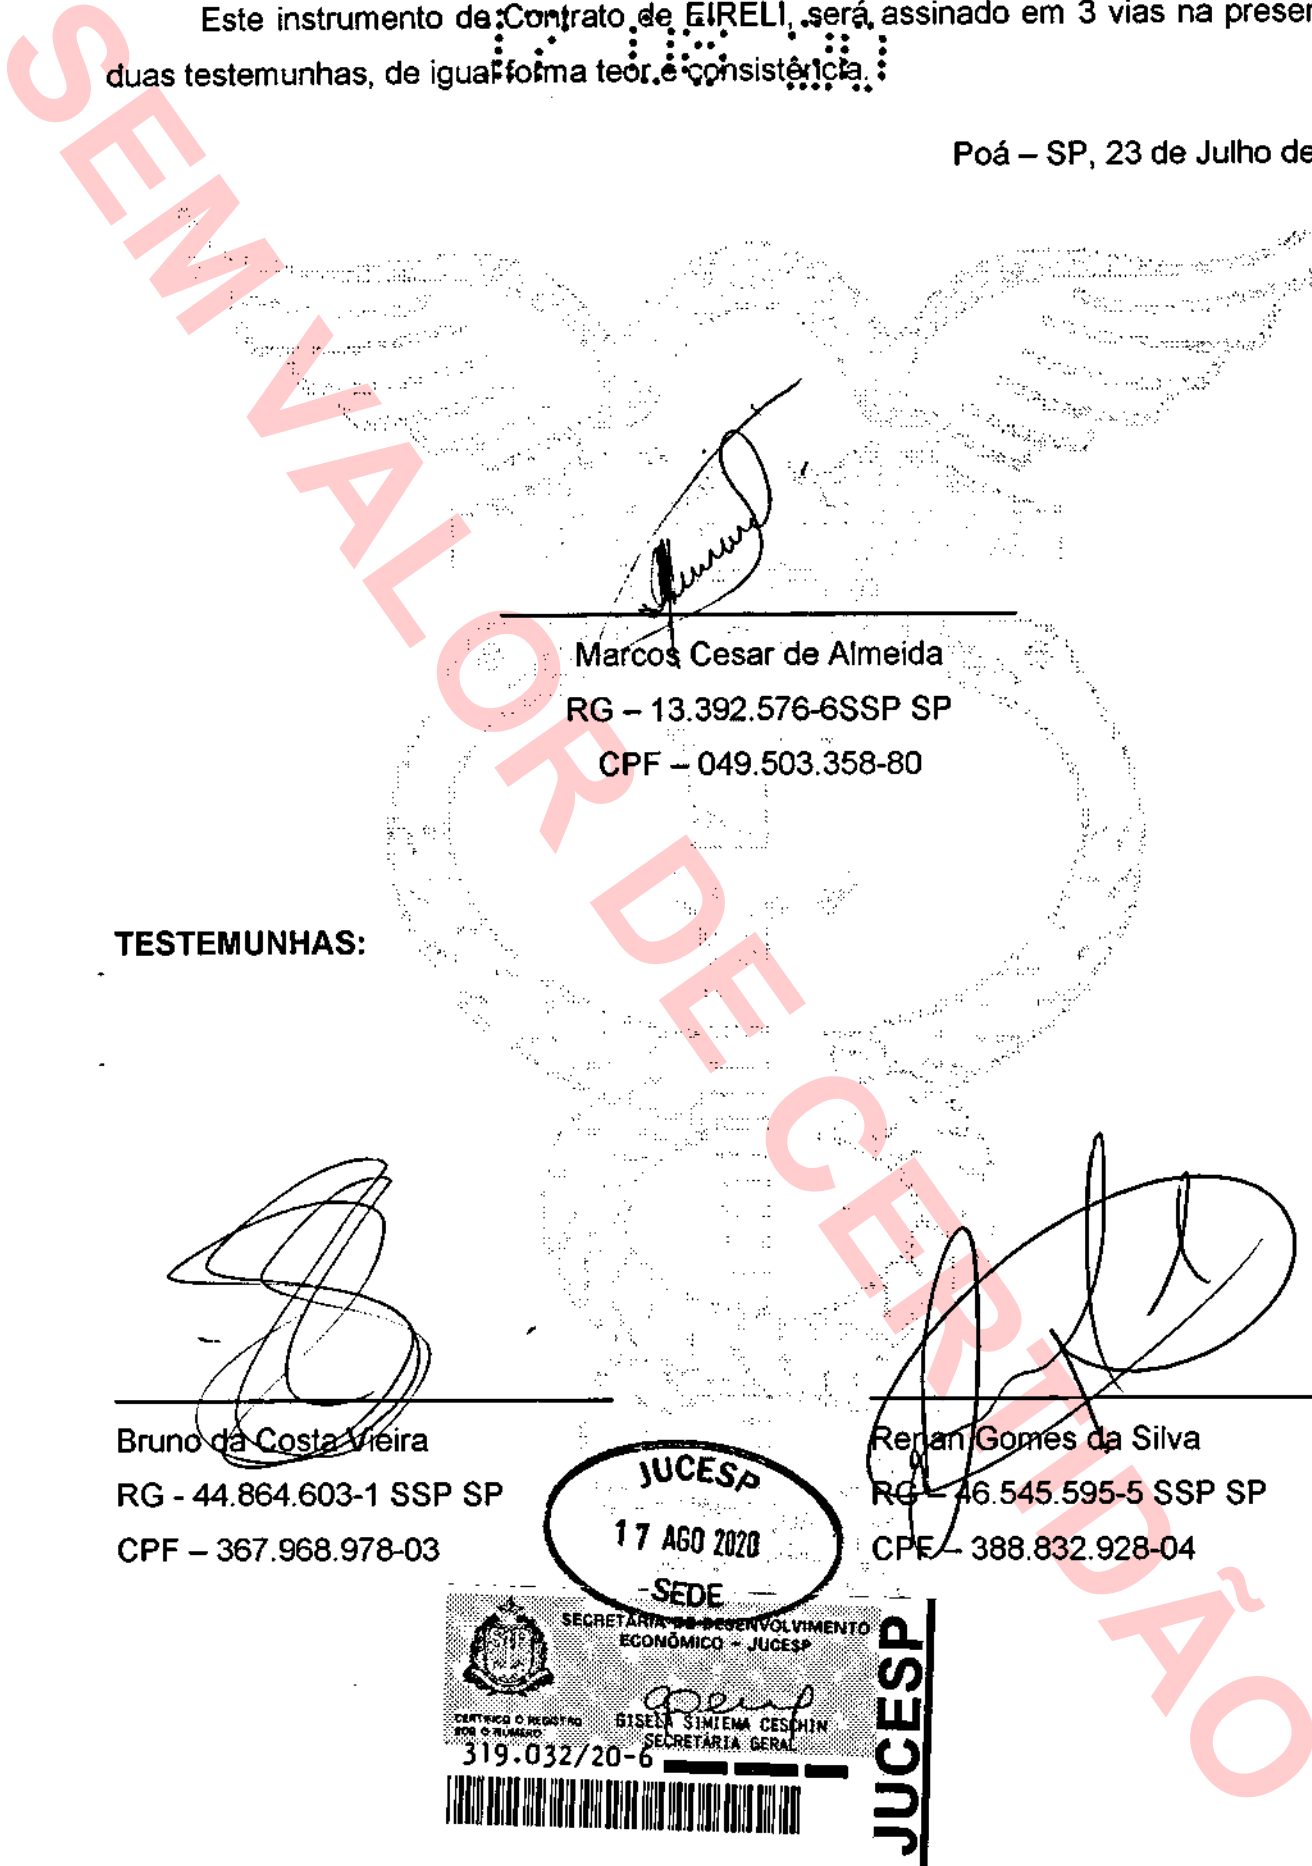 Este instrumento de Contrato de EIRELI, será assinado em 3 vias na
duas testemunhas, de igual forma teor e consistência.
Poá – SP, 23 de Julho de
Marcos Cesar de Almeida
RG – 13.392.576-6SSP SP
CPF – 049.503.358-80
TESTEMUNHAS:
Bruno da Costa Vieira
RG - 44.864.603-1 SSP SP
CPF – 367.968.978-03
Renan Gomes da Silva
RG – 46.545.595-5 SSP SP
CPF – 388.832.928-04
JUCESP
17 AGO 2020
SEDE
SECRETARIA DE DESENVOLVIMENTO
ECONÔMICO – JUCESP
CERTIFICO O REGISTRO
SOB O NÚMERO
GISELA SIMIEMA CESCHIN
SECRETÁRIA GERAL
319.032/20-6
JUCESP
SEM VALOR DE CERTIDÃO